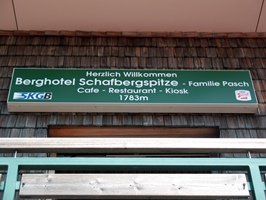 Herzlich Willkommen
Berghotel Schafbergspitze - Familie Pasch
Cafe - Restaurant - Kiosk
SKGB 1783m